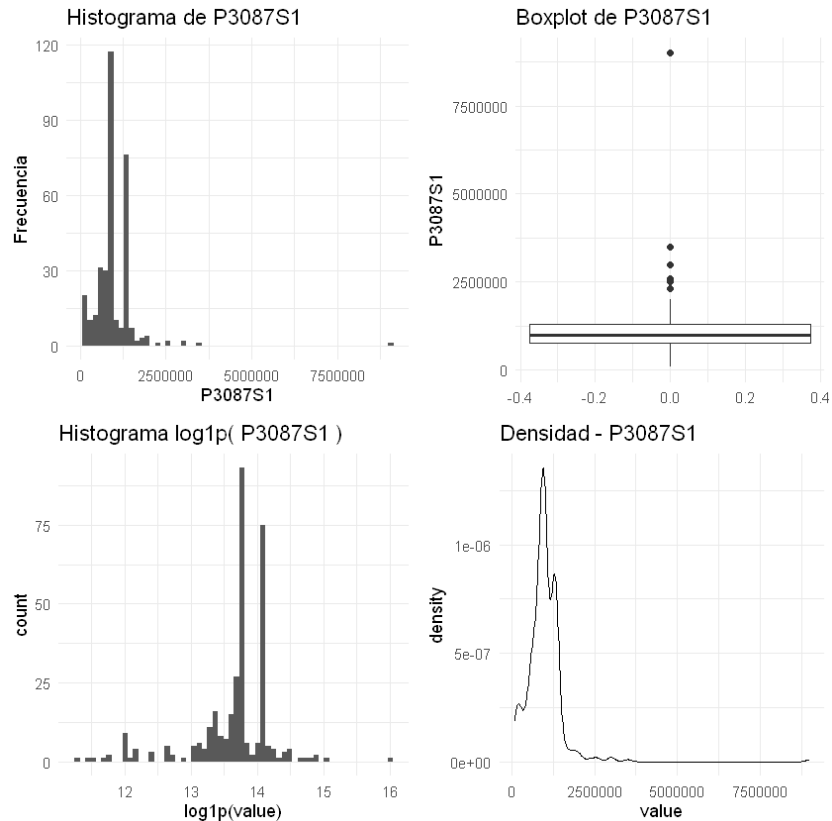 Histograma de P3087S1
Frecuencia
120
90
60
30
0
0 2500000 5000000 7500000
P3087S1
Boxplot de P3087S1
P3087S1
7500000
5000000
2500000
0
-0.4 -0.2 0.0 0.2 0.4
Histograma log1p( P3087S1 )
count
75
50
25
0
12 13 14 15 16
log1p(value)
Densidad - P3087S1
density
1e-06
5e-07
0e+00
0 2500000 5000000 7500000
value